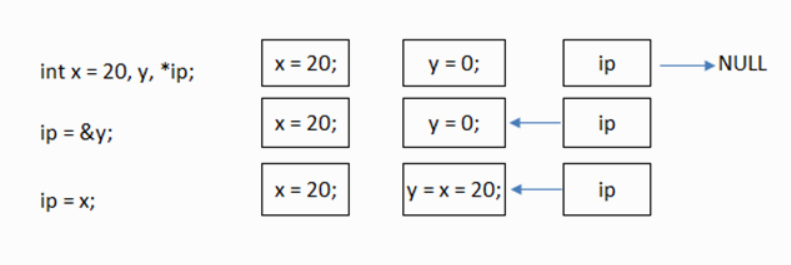 int x = 20, y, *ip; x = 20; y = 0; ip NULL
ip = &y; x = 20; y = 0; ip
ip = x; x = 20; y = x = 20; ip